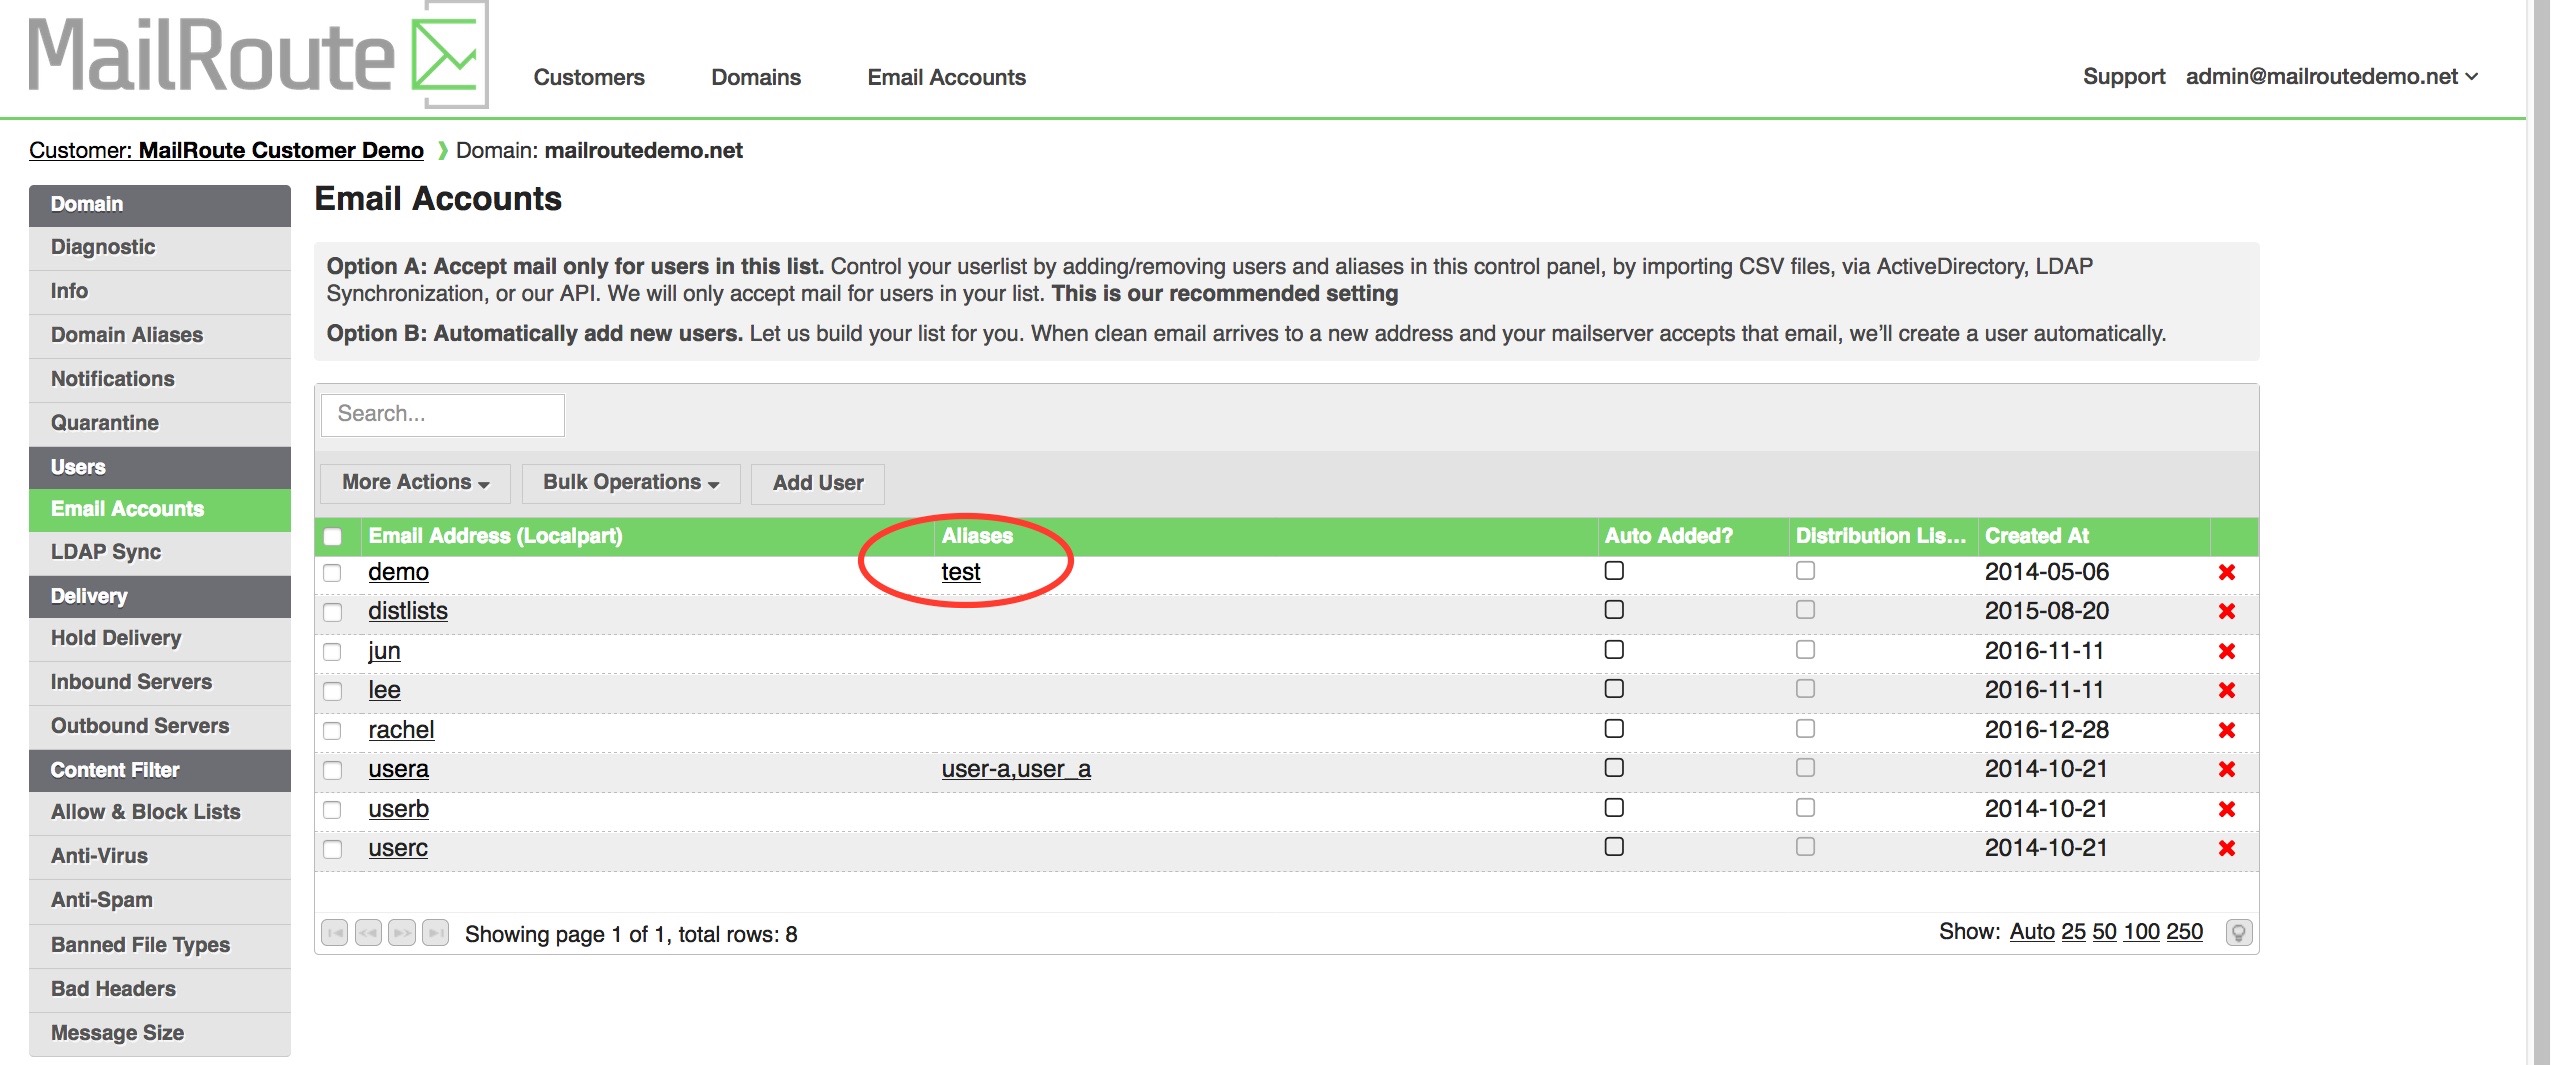 MailRoute
Customers Domains Email Accounts Support admin@mailroutedemo.net
Customer: MailRoute Customer Demo Domain: mailroutedemo.net
Domain
Diagnostic
Info
Domain Aliases
Notifications
Quarantine
Users
Email Accounts
LDAP Sync
Delivery
Hold Delivery
Inbound Servers
Outbound Servers
Content Filter
Allow & Block Lists
Anti-Virus
Anti-Spam
Banned File Types
Bad Headers
Message Size
Email Accounts
Option A: Accept mail only for users in this list. Control your userlist by adding/removing users and aliases in this control panel, by importing CSV files, via ActiveDirectory, LDAP
Synchronization, or our API. We will only accept mail for users in your list. This is our recommended setting
Option B: Automatically add new users. Let us build your list for you. When clean email arrives to a new address and your mailserver accepts that email, we’ll create a user automatically.
Search...
More Actions Bulk Operations Add User
Email Address (Localpart) Aliases Auto Added? Distribution Lis... Created At
demo test 2014-05-06
distlists 2015-08-20
jun 2016-11-11
lee 2016-11-11
rachel 2016-12-28
usera user-a,user_a 2014-10-21
userb 2014-10-21
userc 2014-10-21
Showing page 1 of 1, total rows: 8 Show: Auto 25 50 100 250